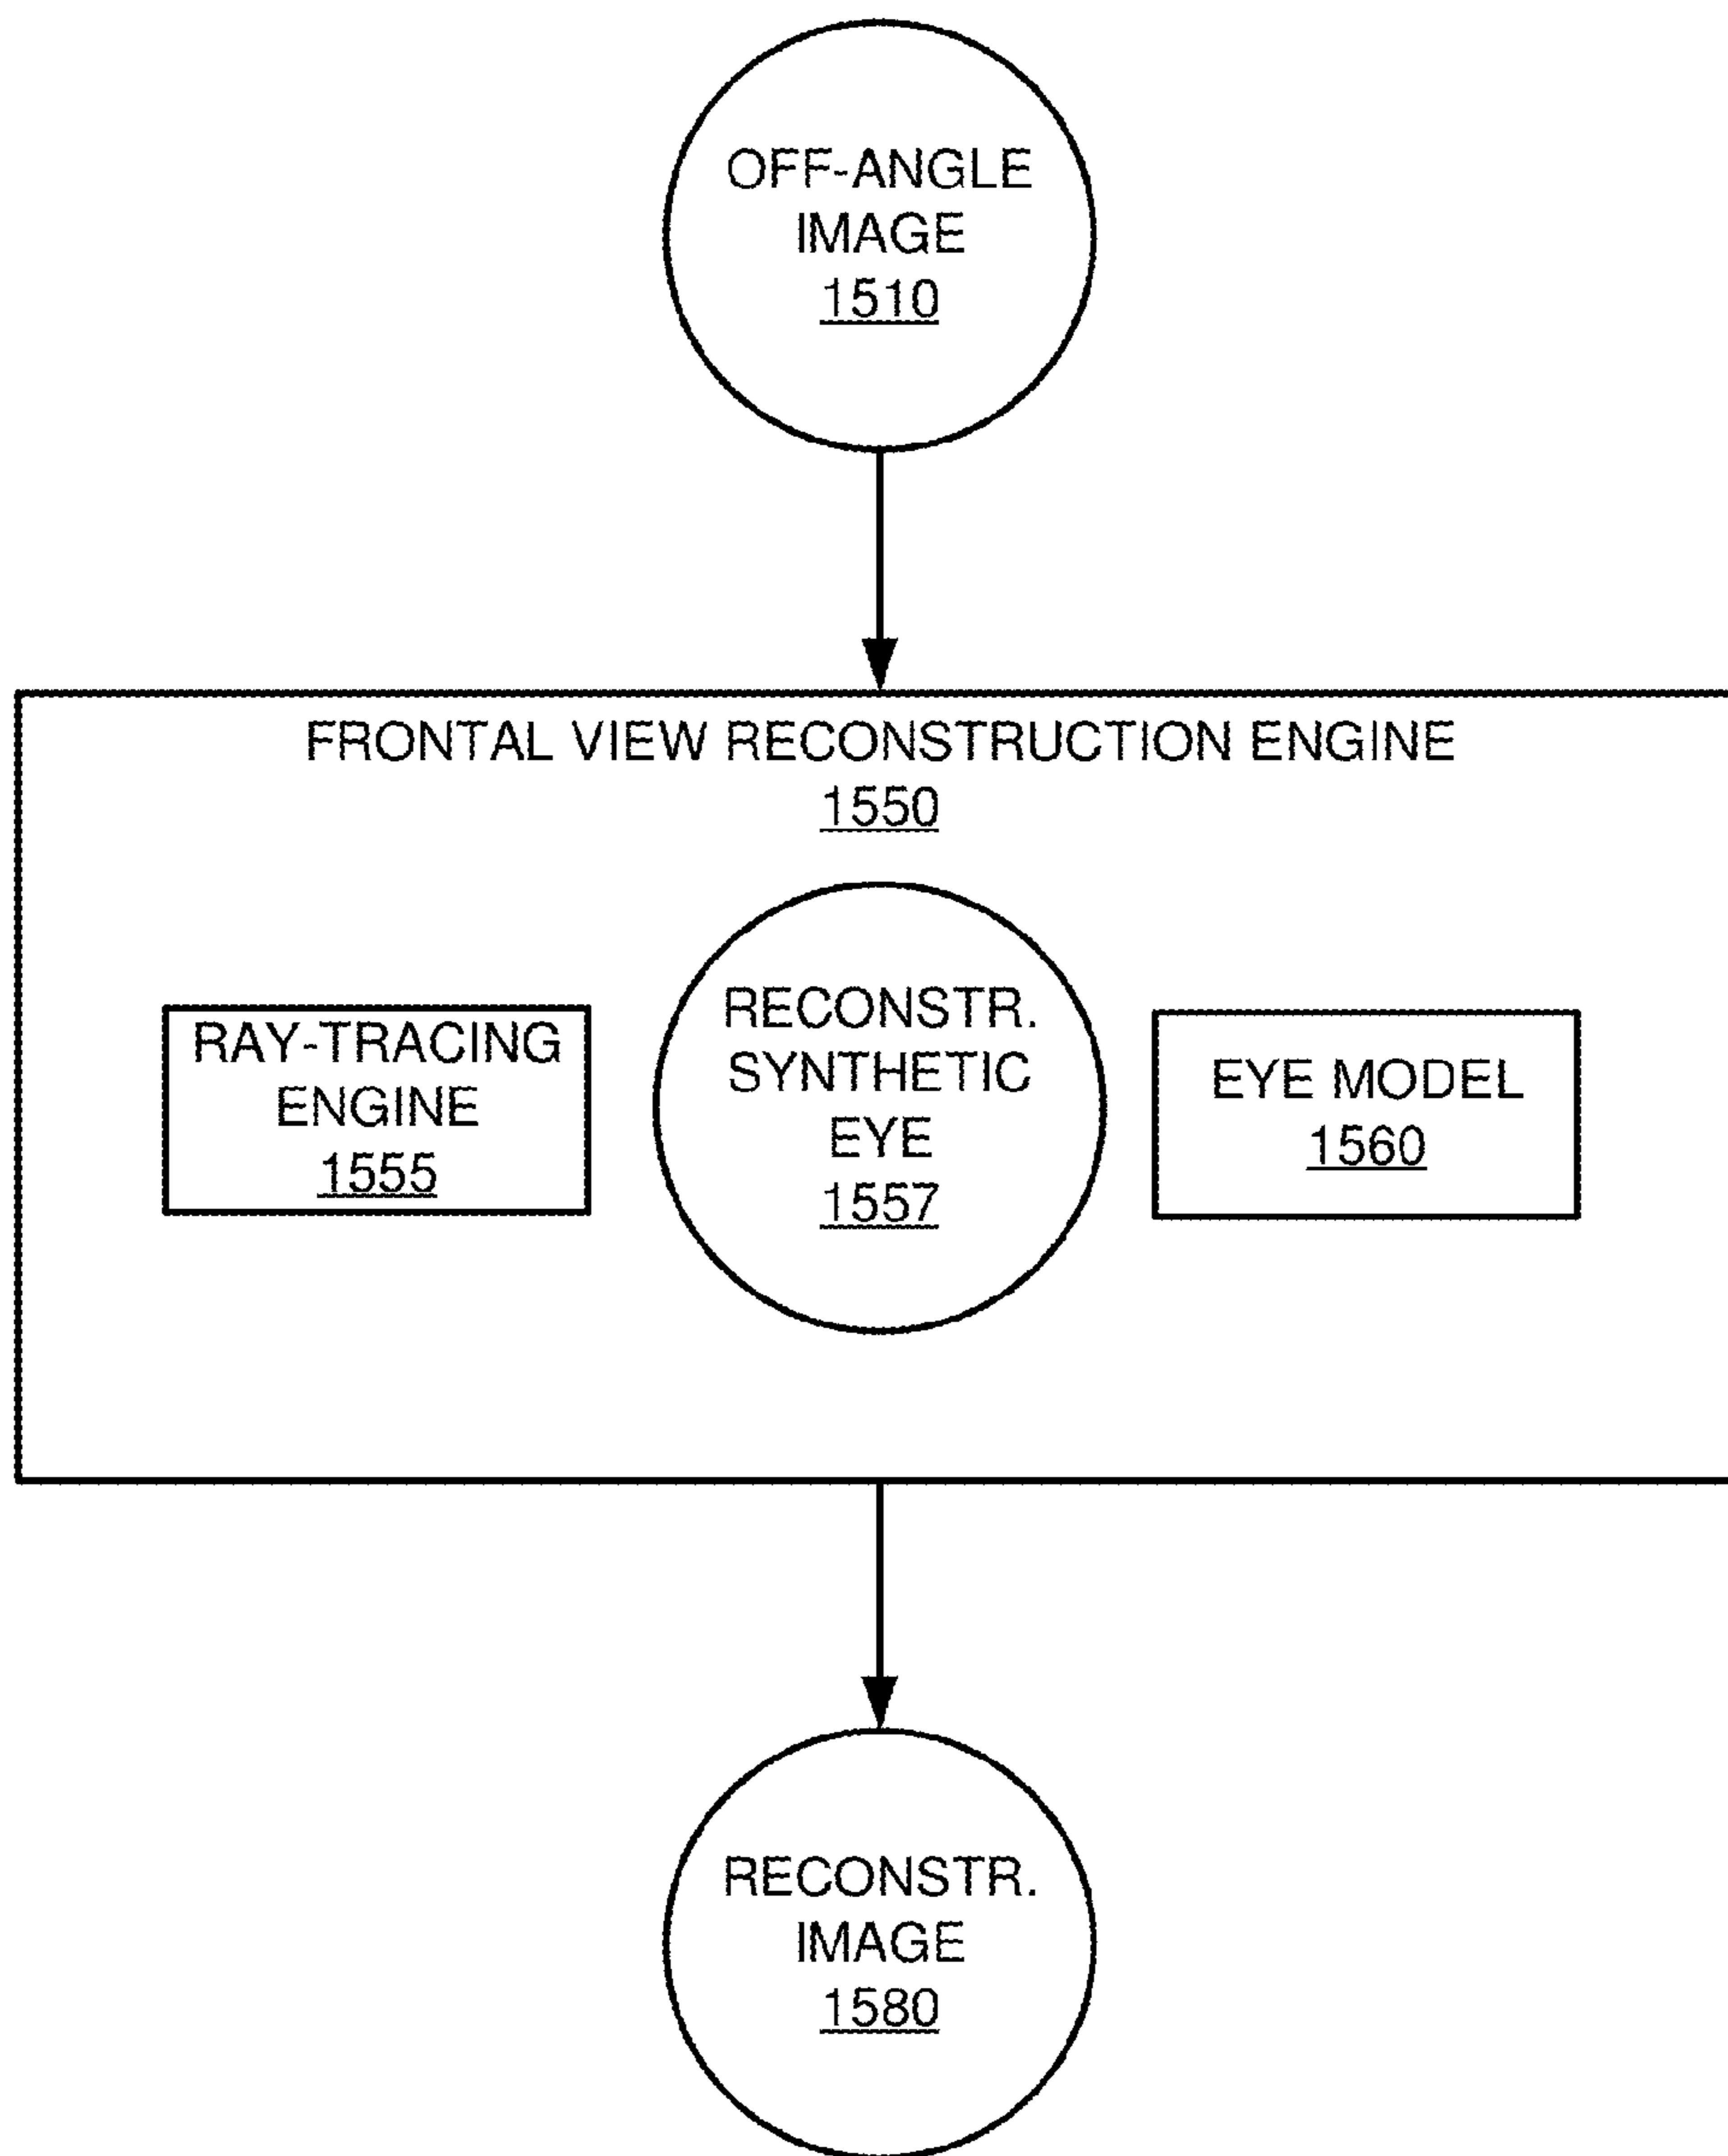 OFF-ANGLE
IMAGE
1510
FRONTAL VIEW RECONSTRUCTION ENGINE
1550
RAY-TRACING
ENGINE
1555
RECONSTR.
SYNTHETIC
EYE
1557
EYE MODEL
1560
RECONSTR.
IMAGE
1580